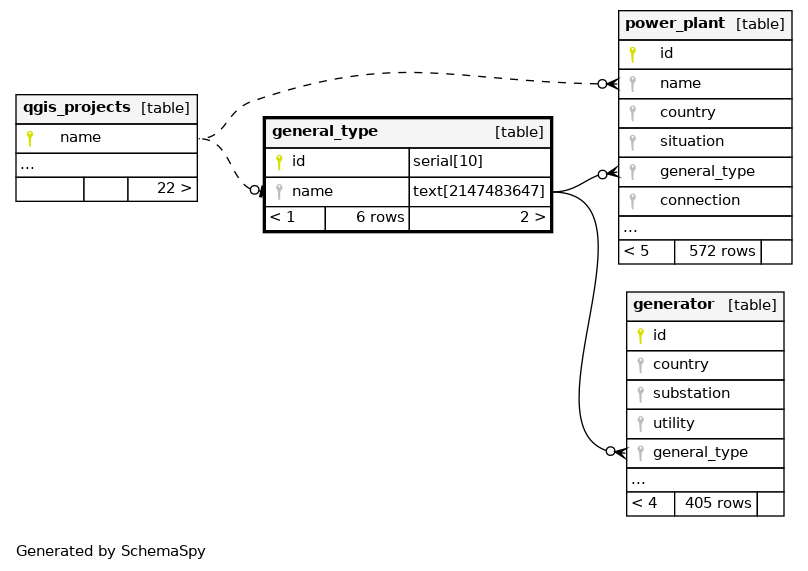 qgis_projects [table]
name
...
22 >
general_type [table]
id serial[10]
name text[2147483647]
< 1 6 rows 2 >
power_plant [table]
id
name
country
situation
general_type
connection
...
< 5 572 rows
generator [table]
id
country
substation
utility
general_type
...
< 4 405 rows
Generated by SchemaSpy